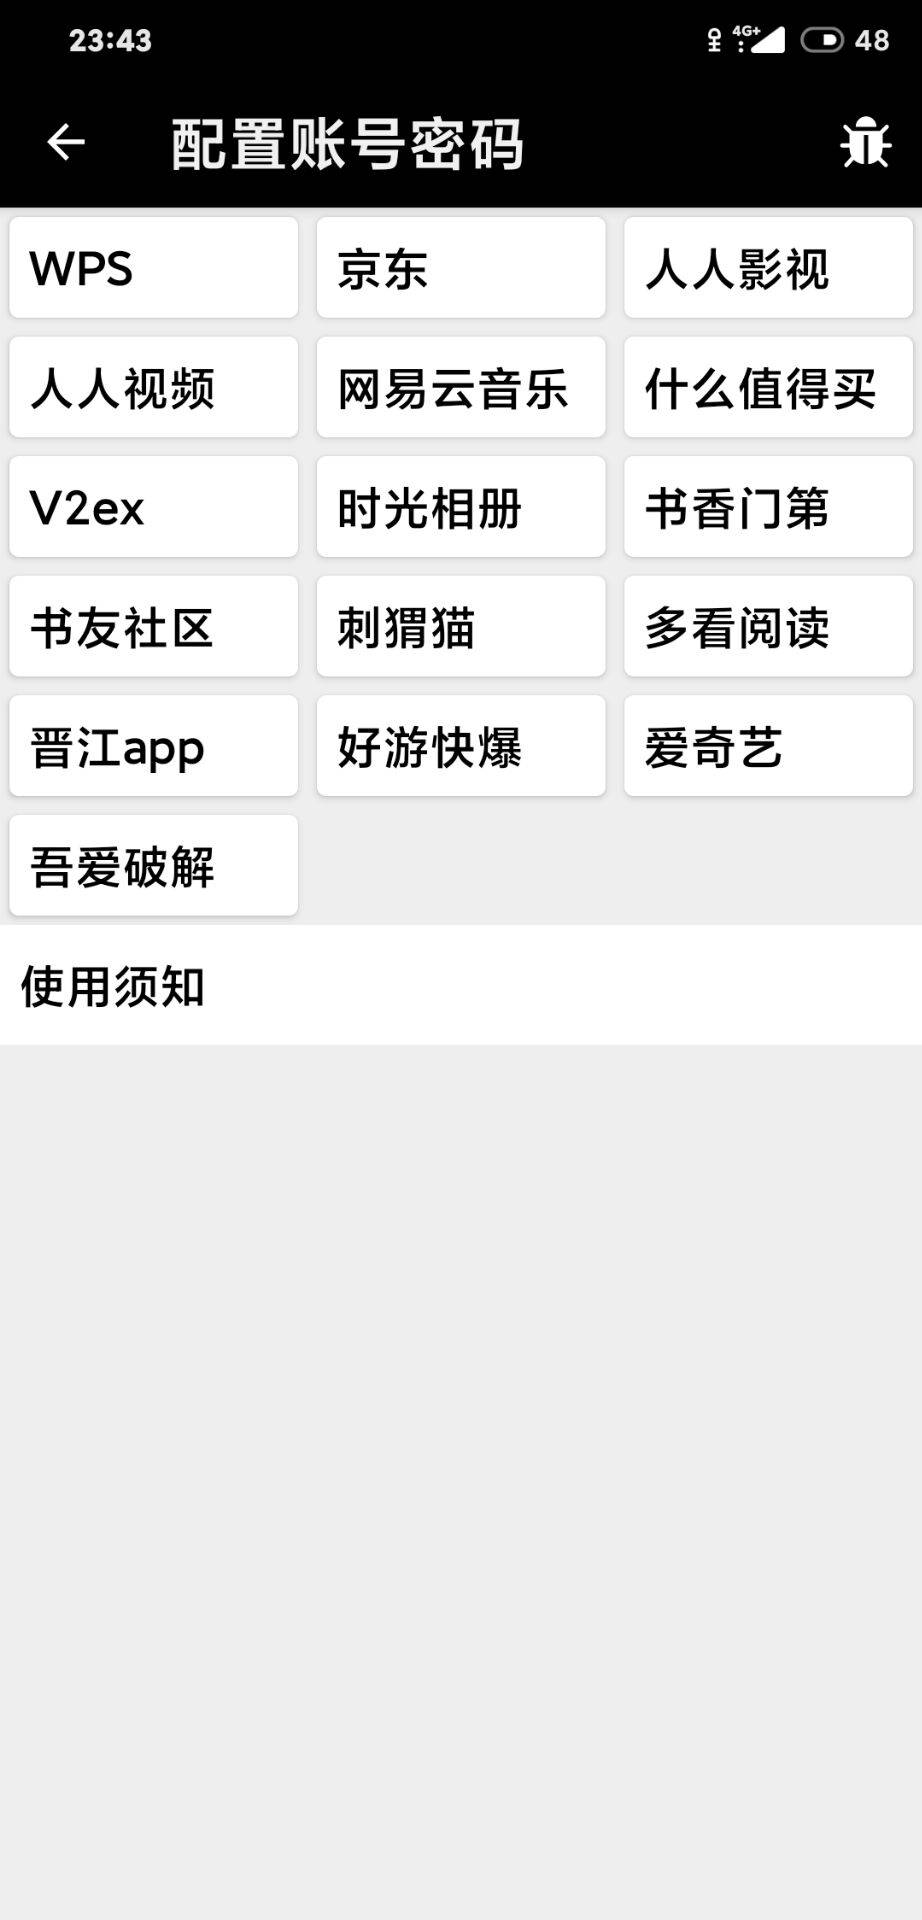 23:43
4G+ 48
配置账号密码
WPS 京东 人人影视
人人视频 网易云音乐 什么值得买
V2ex 时光相册 书香门第
书友社区 刺猬猫 多看阅读
晋江app 好游快爆 爱奇艺
吾爱破解
使用须知